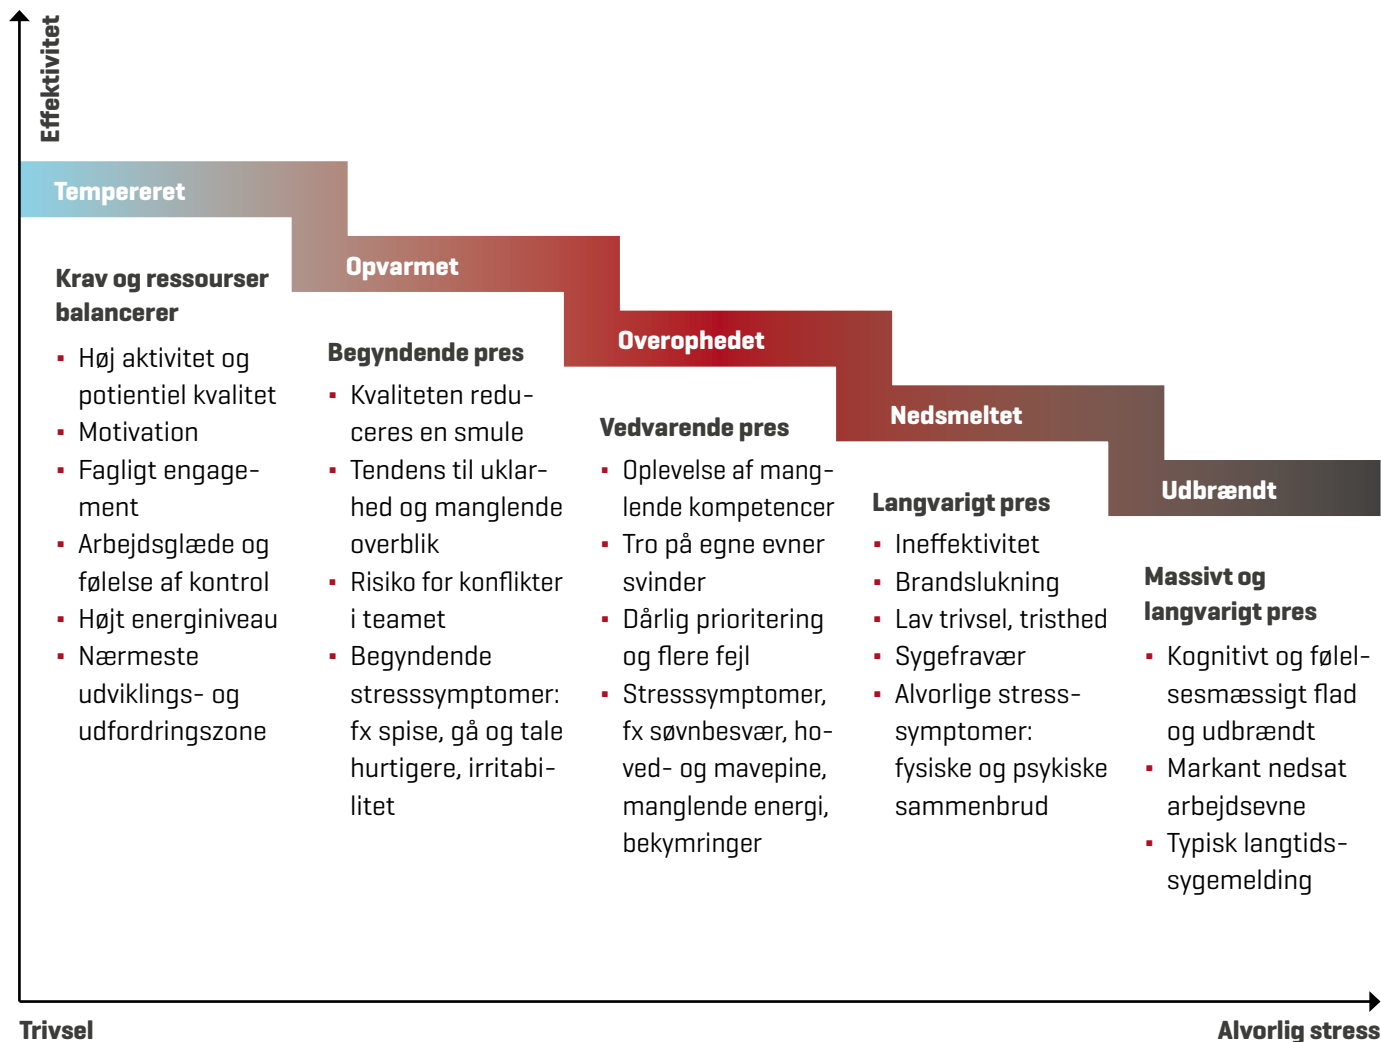 Effektivitet
Tempereret
Krav og ressourser
balancerer
▪ Høj aktivitet og
potientiel kvalitet
▪ Motivation
▪ Fagligt engage-
ment
▪ Arbejdsglæde og
følelse af kontrol
▪ Højt energiniveau
▪ Nærmeste
udviklings- og
udfordringszone
Opvarmet
Begyndende pres
▪ Kvaliteten redu-
ceres en smule
▪ Tendens til uklar-
hed og manglende
overblik
▪ Risiko for konflikter
i teamet
▪ Begyndende
stresssymptomer:
fx spise, gå og tale
hurtigere, irritabi-
litet
Overophedet
Vedvarende pres
▪ Oplevelse af mang-
lende kompetencer
▪ Tro på egne evner
svinder
▪ Dårlig prioritering
og flere fejl
▪ Stresssymptomer,
fx søvnbesvær, ho-
ved- og mavepine,
manglende energi,
bekymringer
Nedsmeltet
Langvarigt pres
▪ Ineffektivitet
▪ Brandslukning
▪ Lav trivsel, tristhed
▪ Sygefravær
▪ Alvorlige stress-
symptomer:
fysiske og psykiske
sammenbrud
Udbrændt
Massivt og
langvarigt pres
▪ Kognitivt og følel-
sesmæssigt flad
og udbrændt
▪ Markant nedsat
arbejdsevne
▪ Typisk langtids-
sygemelding
Trivsel
Alvorlig stress